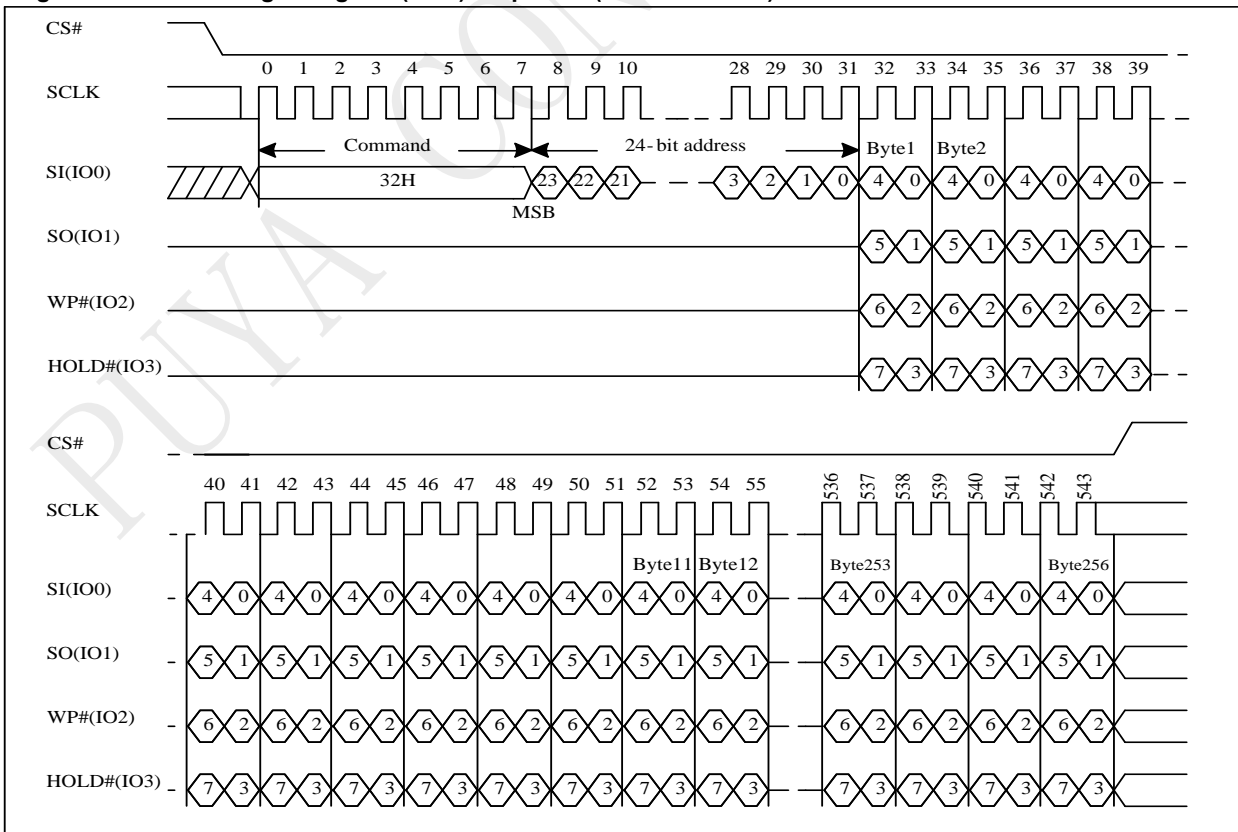 CS#
0 1 2 3 4 5 6 7 8 9 10 28 29 30 31 32 33 34 35 36 37 38 39
SCLK
Command 24-bit address Byte1 Byte2
SI(IO0) 32H 23 22 21 3 2 1 0 4 0 4 0 4 0 4 0
MSB
SO(IO1) 5 1 5 1 5 1 5 1
WP#(IO2) 6 2 6 2 6 2 6 2
HOLD#(IO3) 7 3 7 3 7 3 7 3
CS#
40 41 42 43 44 45 46 47 48 49 50 51 52 53 54 55 536 537 538 539 540 541 542 543
SCLK
Byte11 Byte12 Byte253 Byte256
SI(IO0) 4 0 4 0 4 0 4 0 4 0 4 0 4 0 4 0 4 0 4 0 4 0 4 0
SO(IO1) 5 1 5 1 5 1 5 1 5 1 5 1 5 1 5 1 5 1 5 1 5 1 5 1
WP#(IO2) 6 2 6 2 6 2 6 2 6 2 6 2 6 2 6 2 6 2 6 2 6 2 6 2
HOLD#(IO3) 7 3 7 3 7 3 7 3 7 3 7 3 7 3 7 3 7 3 7 3 7 3 7 3
PUYA CON